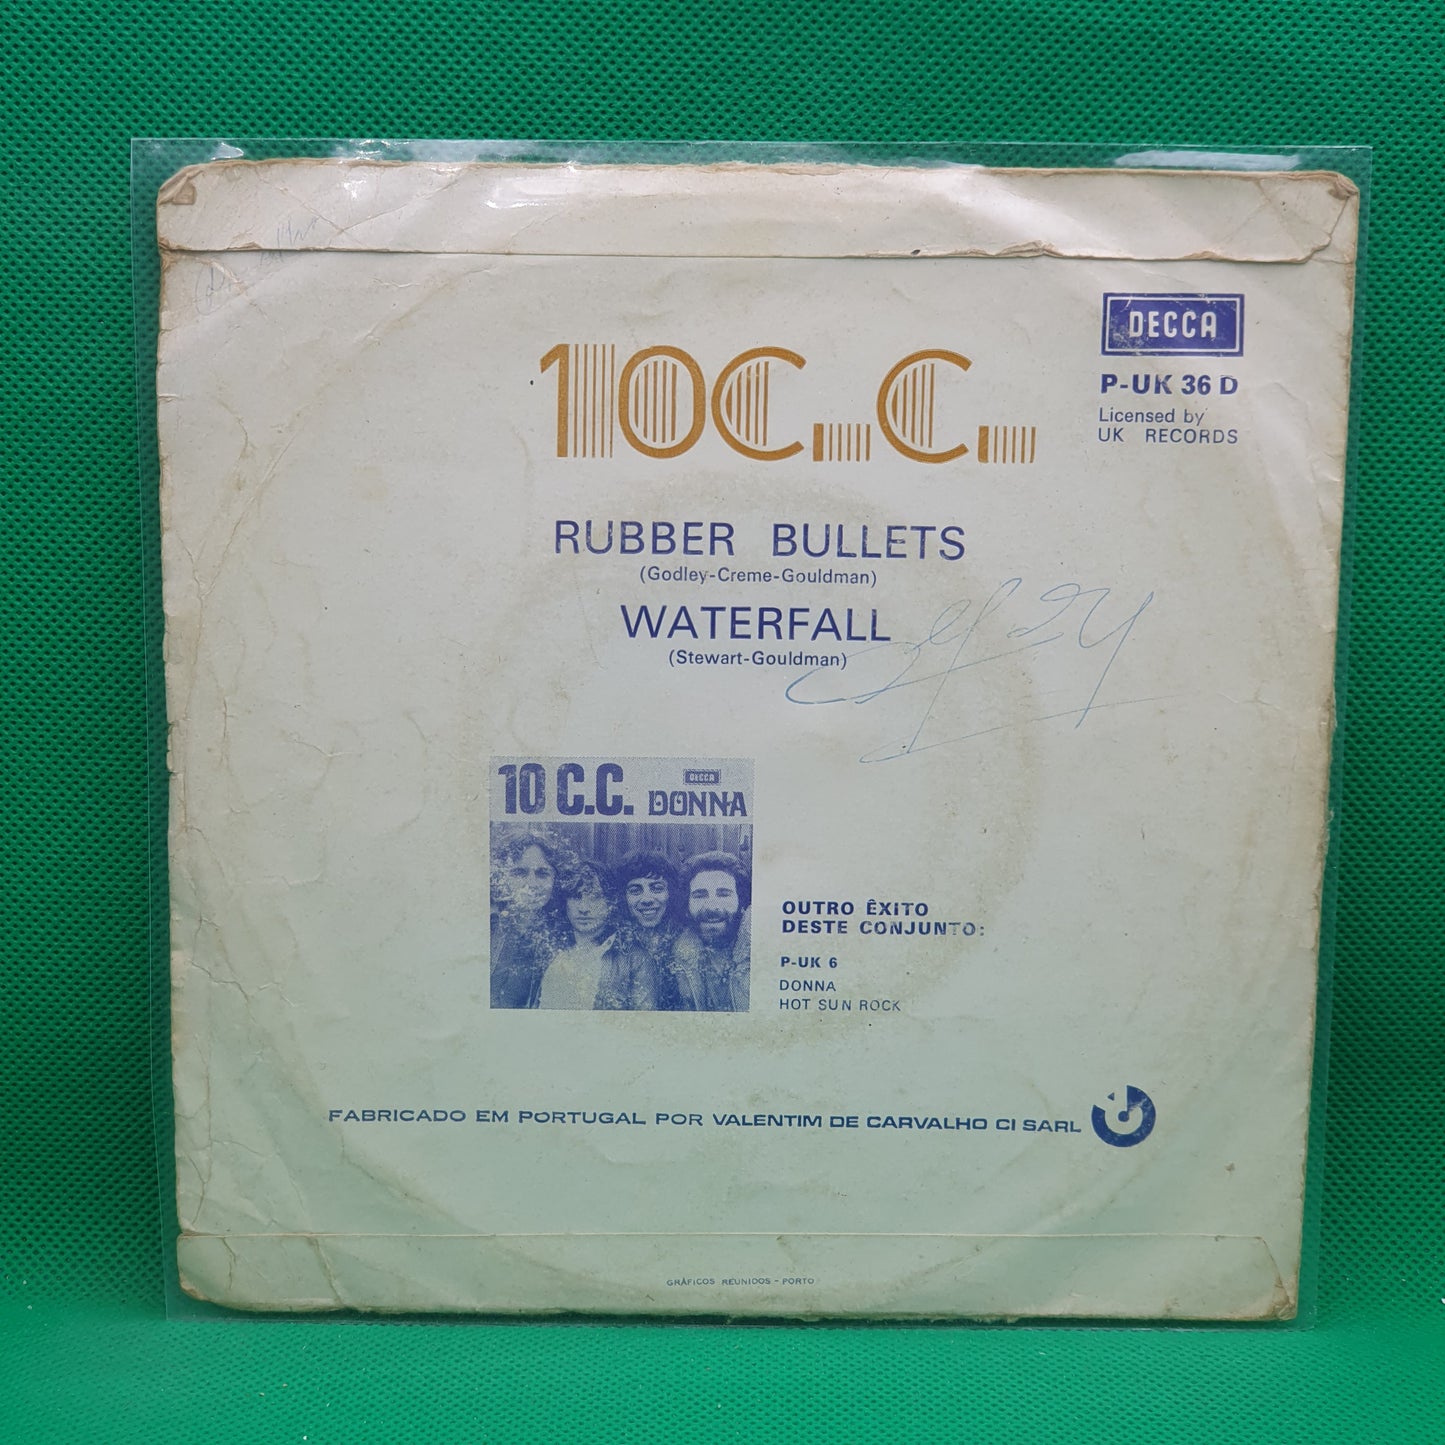 DECCA
P-UK 36 D
Licensed by
UK RECORDS
10C.C.
RUBBER BULLETS
(Godley-Creme-Gouldman)
WATERFALL
(Stewart-Gouldman)
10 C.C. DECCA DONNA
OUTRO ÊXITO
DESTE CONJUNTO:
P-UK 6
DONNA
HOT SUN ROCK
FABRICADO EM PORTUGAL POR VALENTIM DE CARVALHO CI SARL
GRÁFICOS REUNIDOS - PORTO